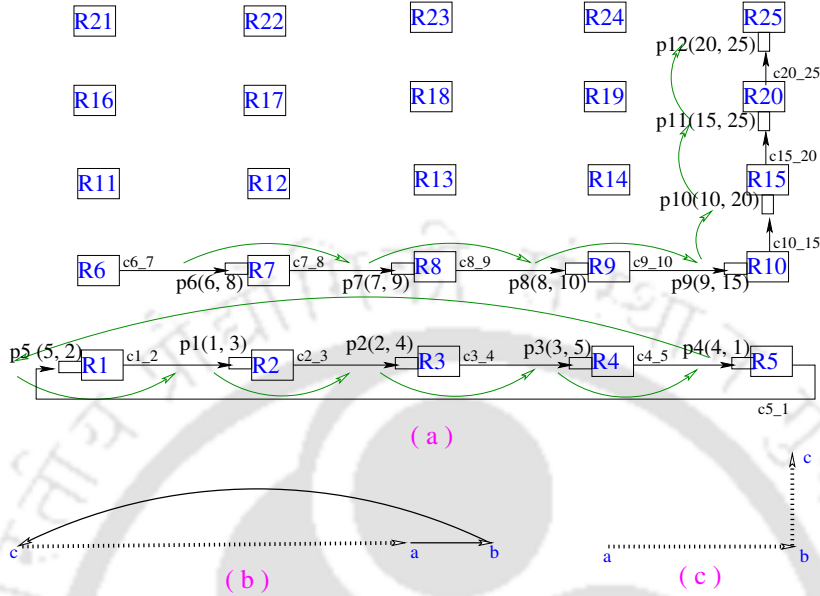 R21 R22 R23 R24 R25
p12(20, 25)
c20_25
R16 R17 R18 R19 R20
p11(15, 25)
c15_20
R11 R12 R13 R14 R15
p10(10, 20)
c10_15
R6 c6_7 R7 c7_8 R8 c8_9 R9 c9_10 R10
p6(6, 8) p7(7, 9) p8(8, 10) p9(9, 15)
p5 (5, 2) p1(1, 3) p2(2, 4) p3(3, 5) p4(4, 1)
R1 c1_2 R2 c2_3 R3 c3_4 R4 c4_5 R5
c5_1
( a )
c
c a b a b
( b ) ( c )